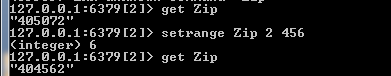 127.0.0.1:6379[2]> get Zip
"405072"
127.0.0.1:6379[2]> setrange Zip 2 456
(integer) 6
127.0.0.1:6379[2]> get Zip
"404562"